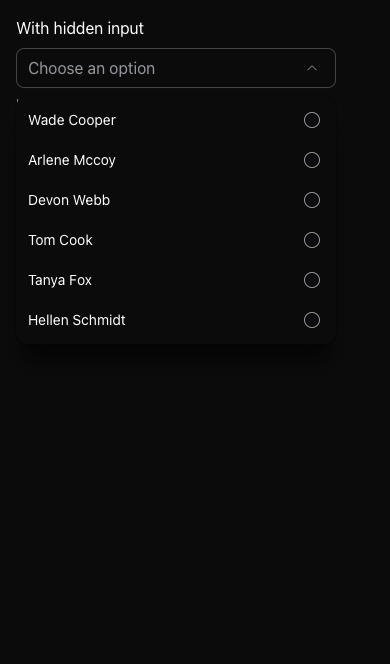 With hidden input
Choose an option
Wade Cooper
Arlene Mccoy
Devon Webb
Tom Cook
Tanya Fox
Hellen Schmidt